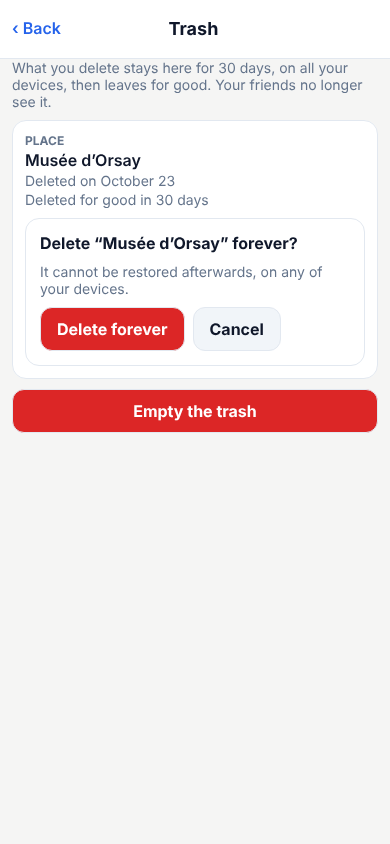 ‹ Back
Trash
What you delete stays here for 30 days, on all your
devices, then leaves for good. Your friends no longer
see it.
PLACE
Musée d’Orsay
Deleted on October 23
Deleted for good in 30 days
Delete “Musée d’Orsay” forever?
It cannot be restored afterwards, on any of
your devices.
Delete forever
Cancel
Empty the trash